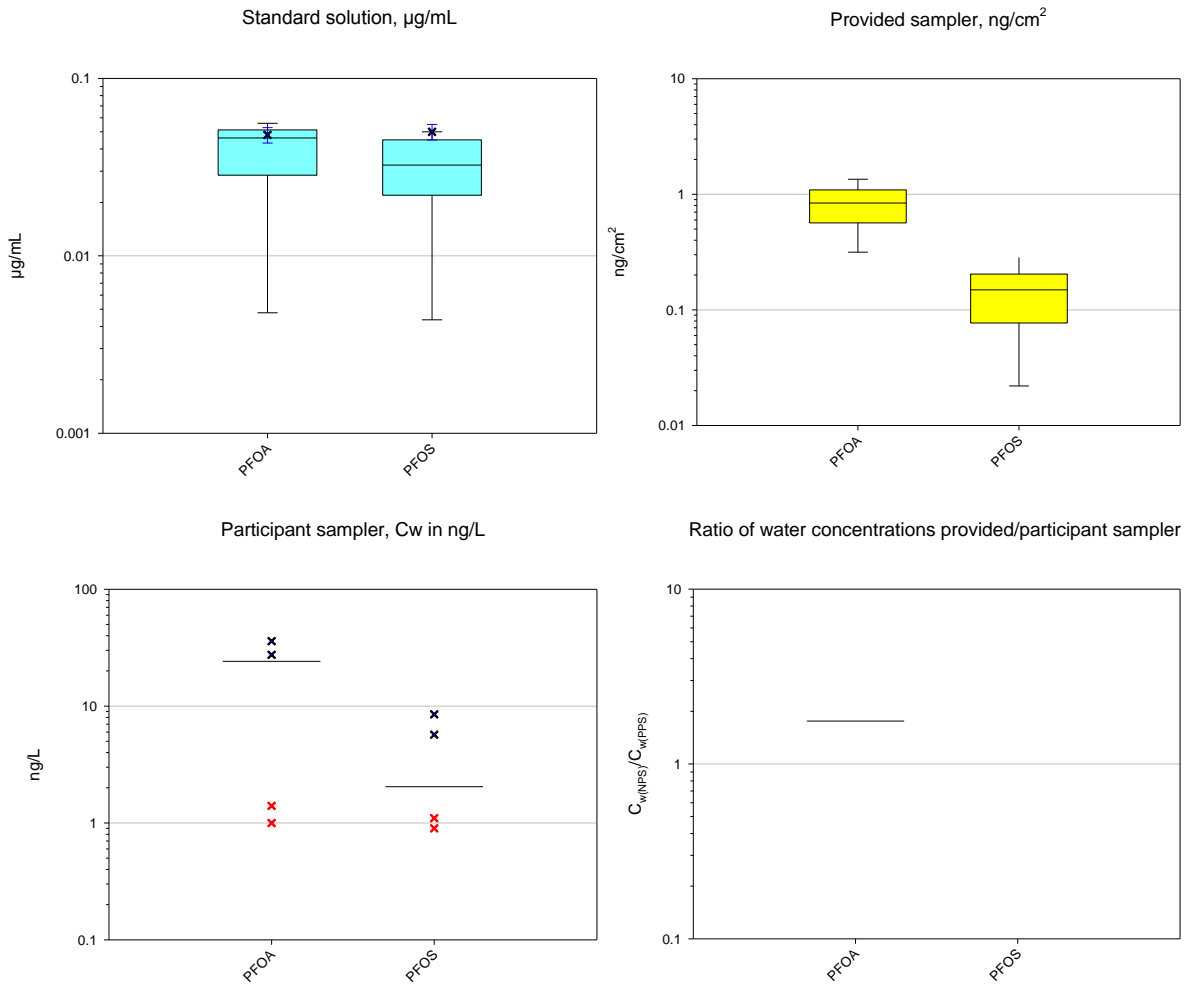 Standard solution, µg/mL
µg/mL
0.1
0.01
0.001
PFOA
PFOS
Provided sampler, ng/cm²
ng/cm²
10
1
0.1
0.01
PFOA
PFOS
Participant sampler, Cw in ng/L
ng/L
100
10
1
0.1
PFOA
PFOS
Ratio of water concentrations provided/participant sampler
Cw(NPS)/Cw(PPS)
10
1
0.1
PFOA
PFOS